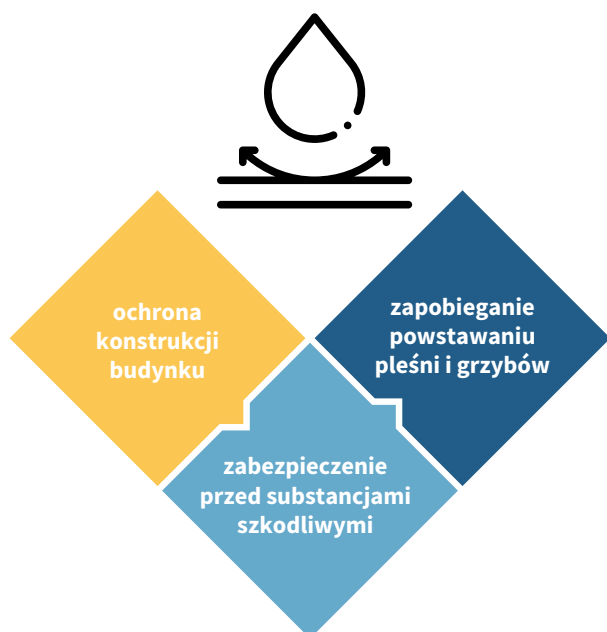 ochrona
konstrukcji
budynku
zapobieganie
powstawaniu
pleśni i grzybów
zabezpieczenie
przed substancjami
szkodliwymi